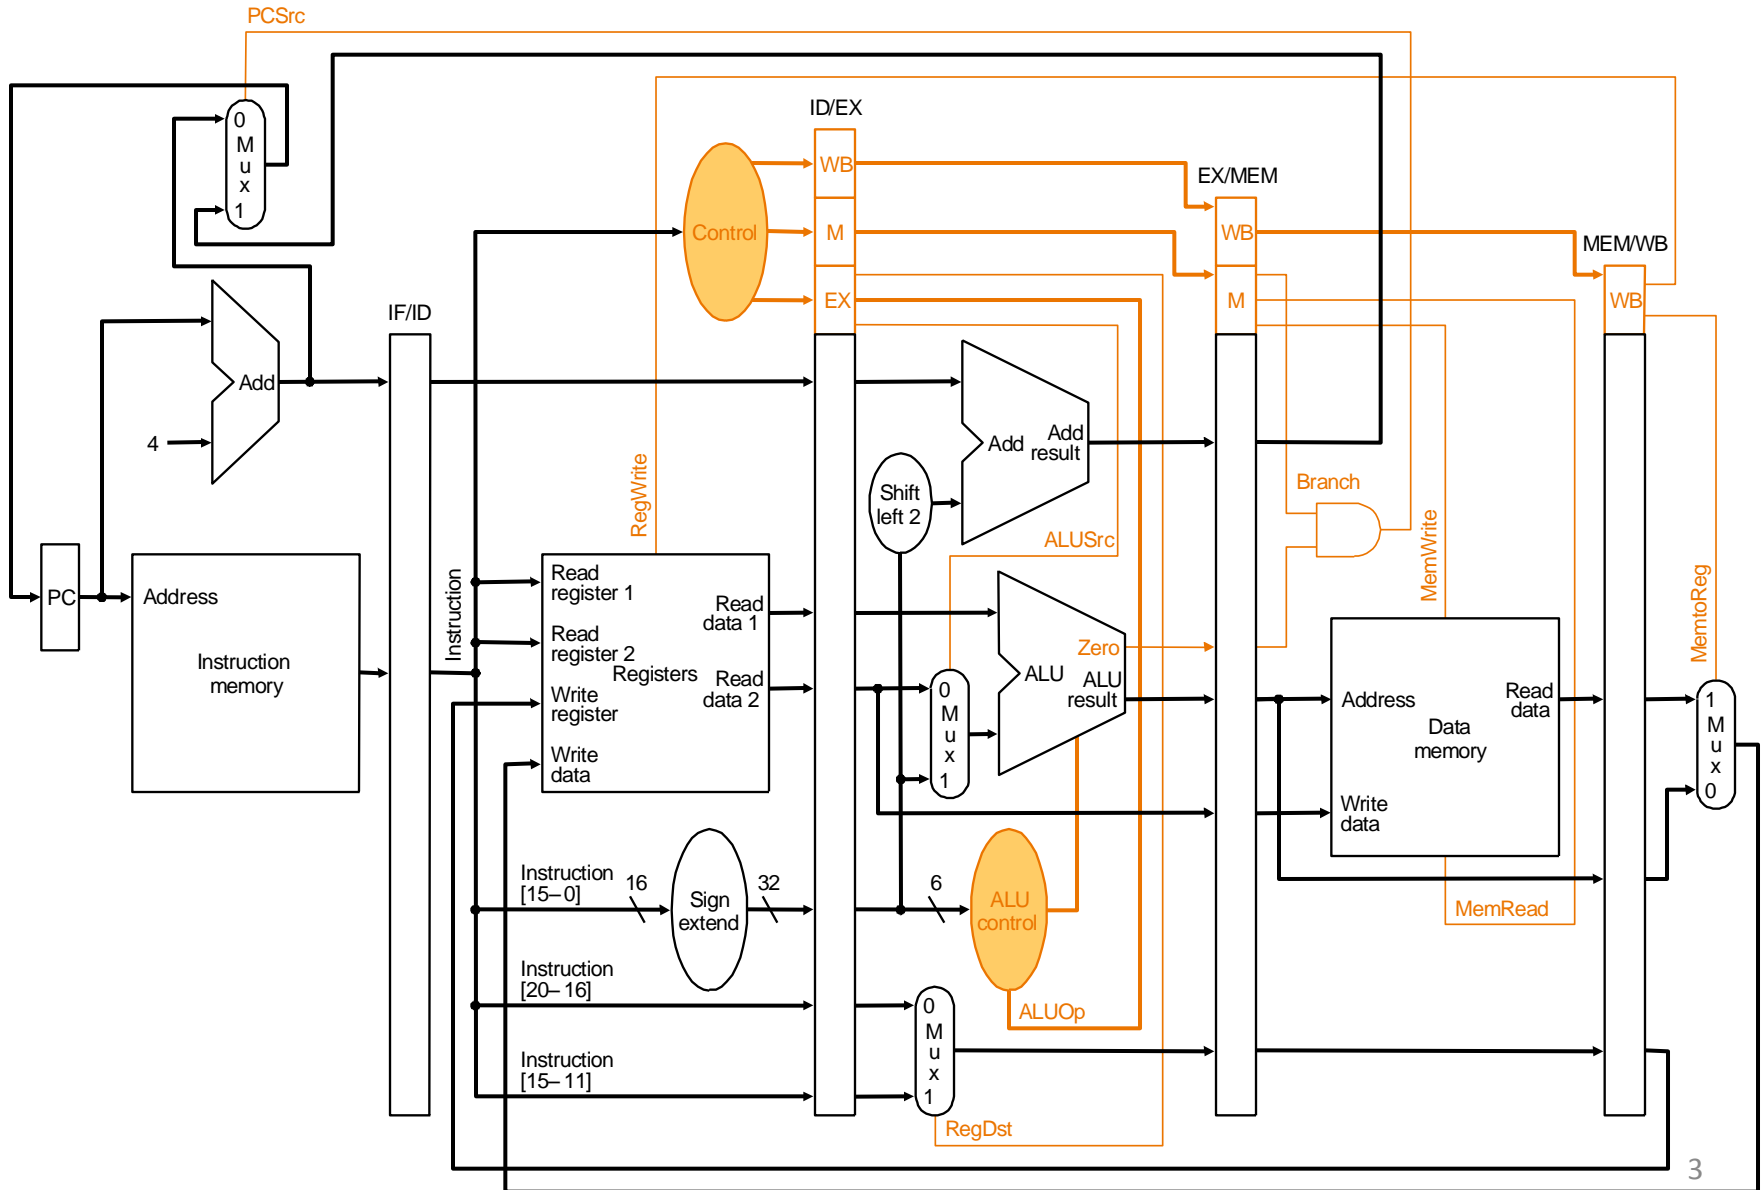 PCSrc
ID/EX
0
M
u
x
1
WB
EX/MEM
Control
M
WB
MEM/WB
EX
M
WB
IF/ID
Add
4
Add
Add
result
Shift
left 2
RegWrite
ALUSrc
Branch
MemWrite
MemtoReg
PC
Address
Instruction
memory
Instruction
Read
register 1
Read
register 2
Registers
Write
register
Write
data
Read
data 1
Read
data 2
0
M
u
x
1
Zero
ALU
ALU
result
Address
Read
data
Data
memory
Write
data
1
M
u
x
0
Instruction
[15–0]
16
Sign
extend
32
6
ALU
control
MemRead
Instruction
[20–16]
0
M
u
x
1
ALUOp
Instruction
[15–11]
RegDst
3